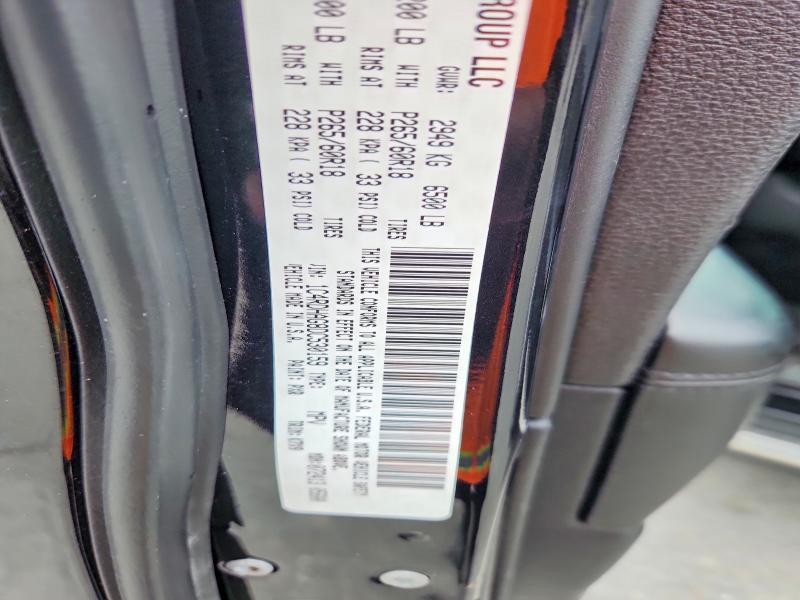 GROUP LLC
GUAR: 2949 KG 6500 LB
00 LB WITH P265/60R18 TIRES
RIMS AT 228 KPA ( 33 PSI) COLD
00 LB WITH P265/60R18 TIRES
RIMS AT 228 KPA ( 33 PSI) COLD
THIS VEHICLE CONFORMS TO ALL APPLICABLE U.S.A. FEDERAL MOTOR VEHICLE SAFETY
STANDARDS IN EFFECT ON THE DATE OF MANUFACTURE SHOWN ABOVE.
TYPE: MPV
VEHICLE MADE IN U.S.A. PAINT: TRIM: